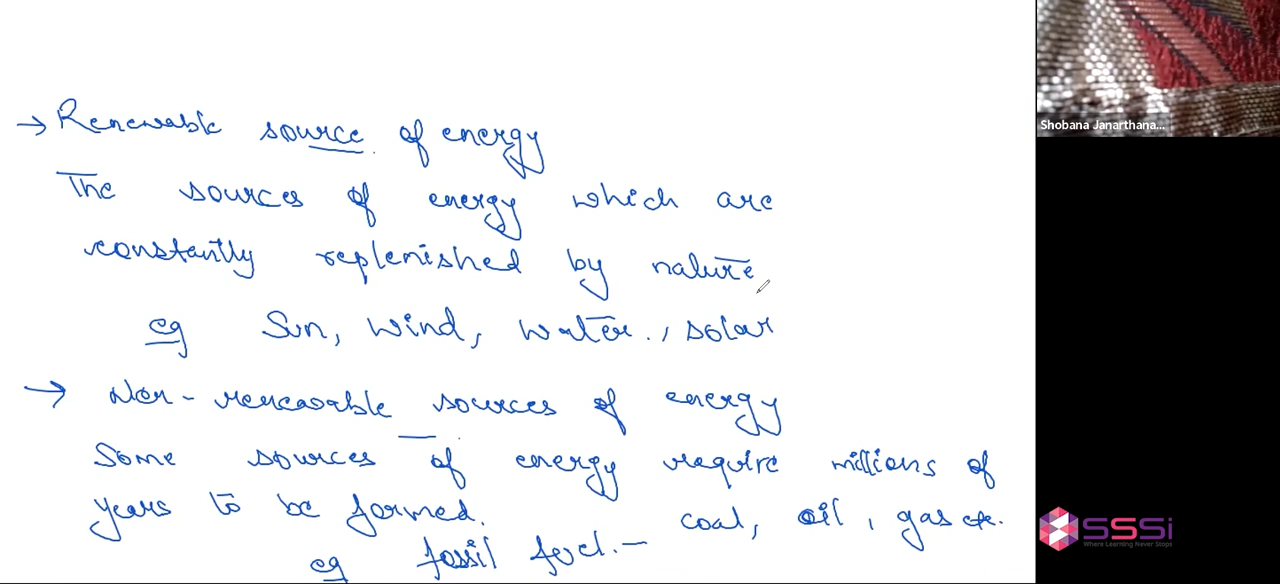 → Renewable source of energy
The sources of energy which are
constantly replenished by nature
eg Sun, wind, water., solar
→ Non-renewable sources of energy
Some sources of energy require millions of
years to be formed.
eg fossil fuel. — coal, oil, gas etc.
Shobana Janarthana...
SSSi
Where Learning Never Stops